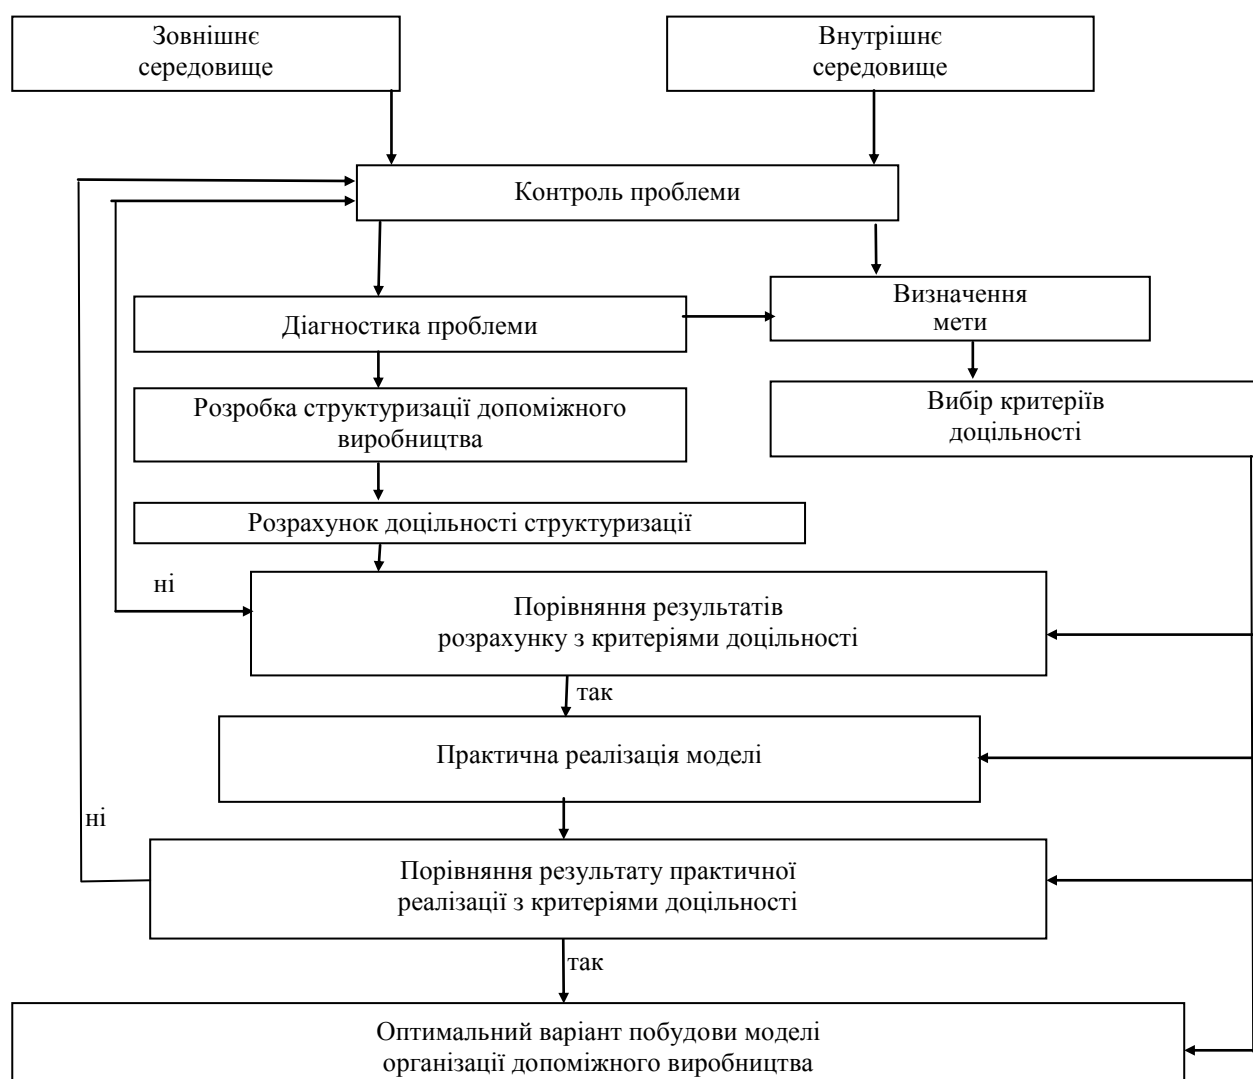 Зовнішнє
середовище
Внутрішнє
середовище
Контроль проблеми
Визначення
мети
Діагностика проблеми
Розробка структуризації допоміжного
виробництва
Вибір критеріїв
доцільності
Розрахунок доцільності структуризації
ні
Порівняння результатів
розрахунку з критеріями доцільності
так
Практична реалізація моделі
ні
Порівняння результату практичної
реалізації з критеріями доцільності
так
Оптимальний варіант побудови моделі
організації допоміжного виробництва